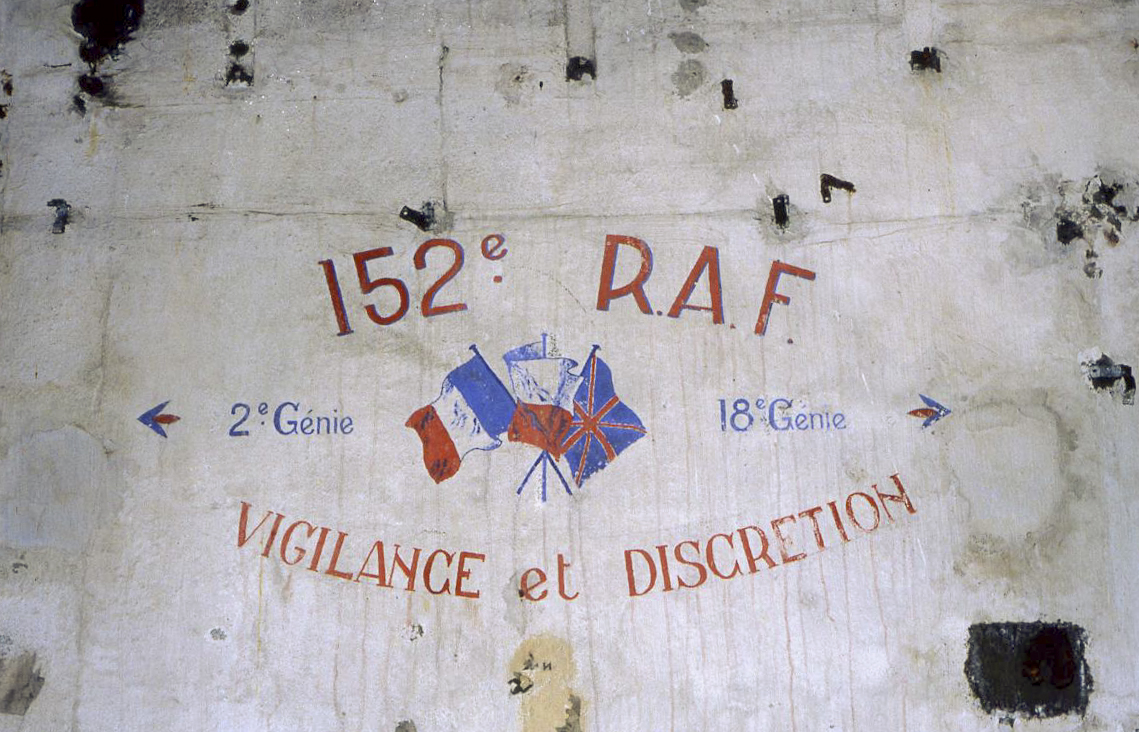 152e. R.A.F
2e. Génie 18e. Génie
VIGILANCE et DISCRETION